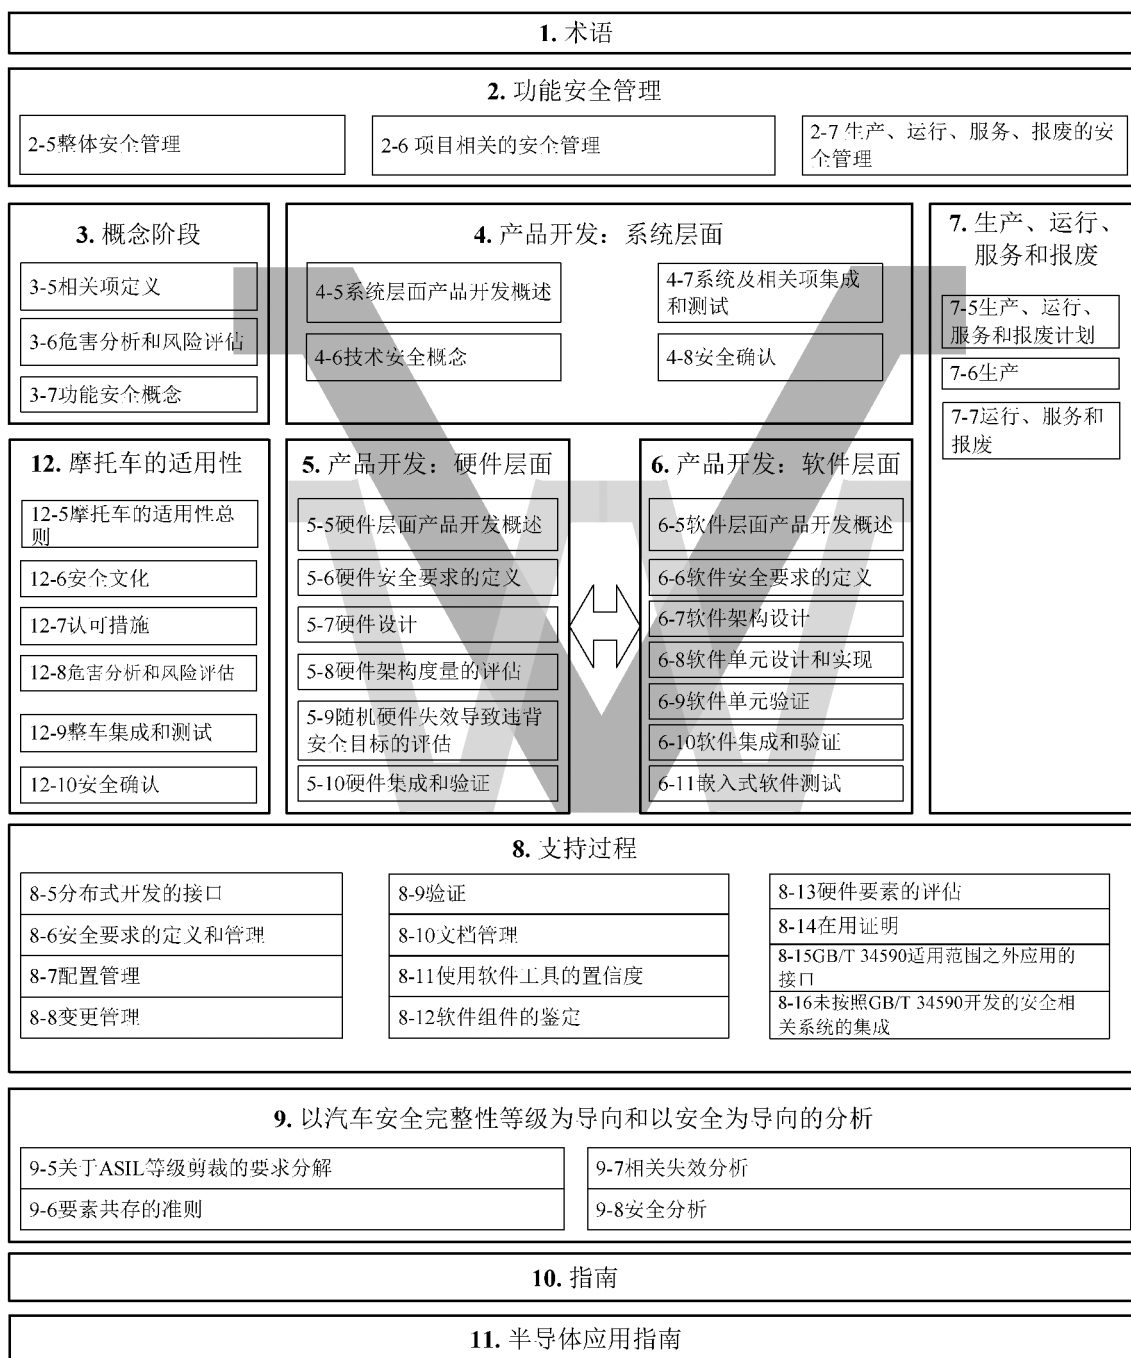 1. 术语
2. 功能安全管理
2-5整体安全管理
2-6 项目相关的安全管理
2-7 生产、运行、服务、报废的安
全管理
3. 概念阶段
3-5相关项定义
3-6危害分析和风险评估
3-7功能安全概念
4. 产品开发：系统层面
4-5系统层面产品开发概述
4-6技术安全概念
4-7系统及相关项集成
和测试
4-8安全确认
7. 生产、运行、
服务和报废
7-5生产、运行、
服务和报废计划
7-6生产
7-7运行、服务和
报废
12. 摩托车的适用性
12-5摩托车的适用性总
则
12-6安全文化
12-7认可措施
12-8危害分析和风险评估
12-9整车集成和测试
12-10安全确认
5. 产品开发：硬件层面
5-5硬件层面产品开发概述
5-6硬件安全要求的定义
5-7硬件设计
5-8硬件架构度量的评估
5-9随机硬件失效导致违背
安全目标的评估
5-10硬件集成和验证
6. 产品开发：软件层面
6-5软件层面产品开发概述
6-6软件安全要求的定义
6-7软件架构设计
6-8软件单元设计和实现
6-9软件单元验证
6-10软件集成和验证
6-11嵌入式软件测试
8. 支持过程
8-5分布式开发的接口
8-6安全要求的定义和管理
8-7配置管理
8-8变更管理
8-9验证
8-10文档管理
8-11使用软件工具的置信度
8-12软件组件的鉴定
8-13硬件要素的评估
8-14在用证明
8-15GB/T 34590适用范围之外应用的
接口
8-16未按照GB/T 34590开发的安全相
关系统的集成
9. 以汽车安全完整性等级为导向和以安全为导向的分析
9-5关于ASIL等级剪裁的要求分解
9-6要素共存的准则
9-7相关失效分析
9-8安全分析
10. 指南
11. 半导体应用指南